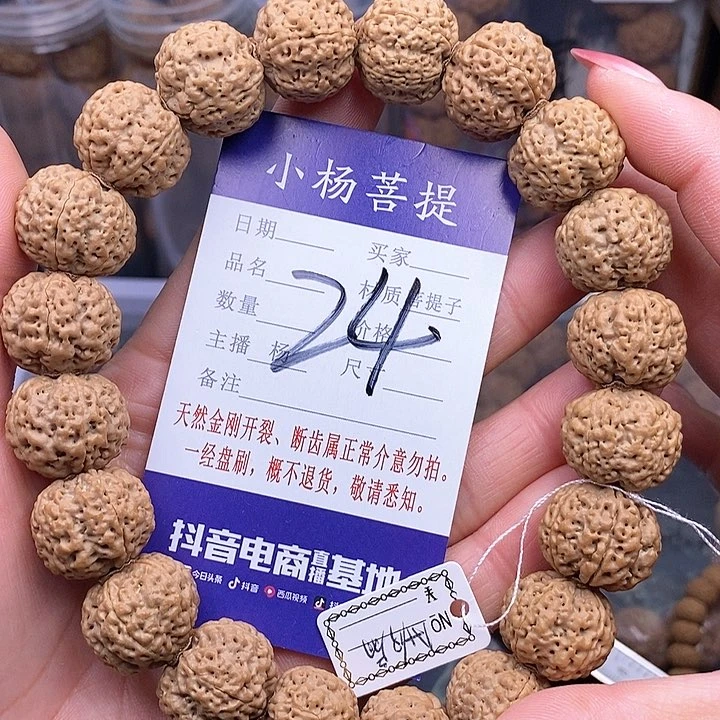 小杨菩提
日期 买家
品名 材质 菩提子
24
数量 价格
主播 杨 尺寸
备注
天然金刚开裂、断齿属正常介意勿拍。
一经盘刷，概不退货，敬请悉知。
抖音电商直播基地
今日头条 抖音 西瓜视频
NO